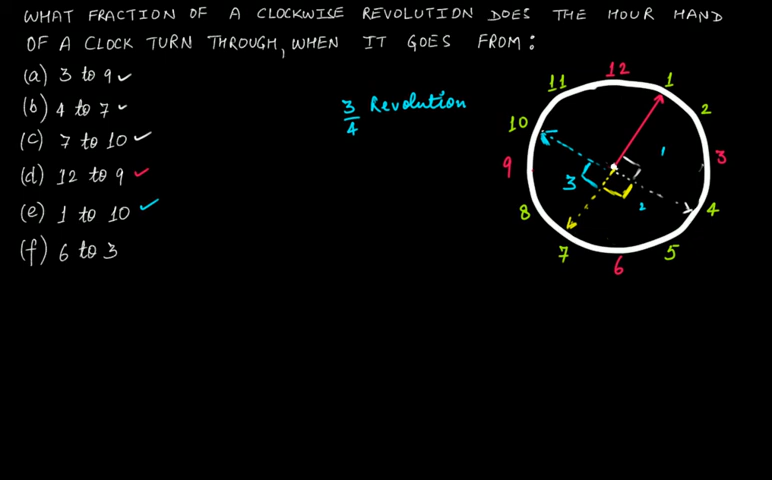 WHAT FRACTION OF A CLOCKWISE REVOLUTION DOES THE HOUR HAND
OF A CLOCK TURN THROUGH, WHEN IT GOES FROM:
(a) 3 to 9 ✓
(b) 4 to 7 ✓
(c) 7 to 10 ✓
(d) 12 to 9 ✓
(e) 1 to 10 ✓
(f) 6 to 3
3/4 Revolution
12
11 1
10 2
9 3
8 4
7 5
6
1
2
3